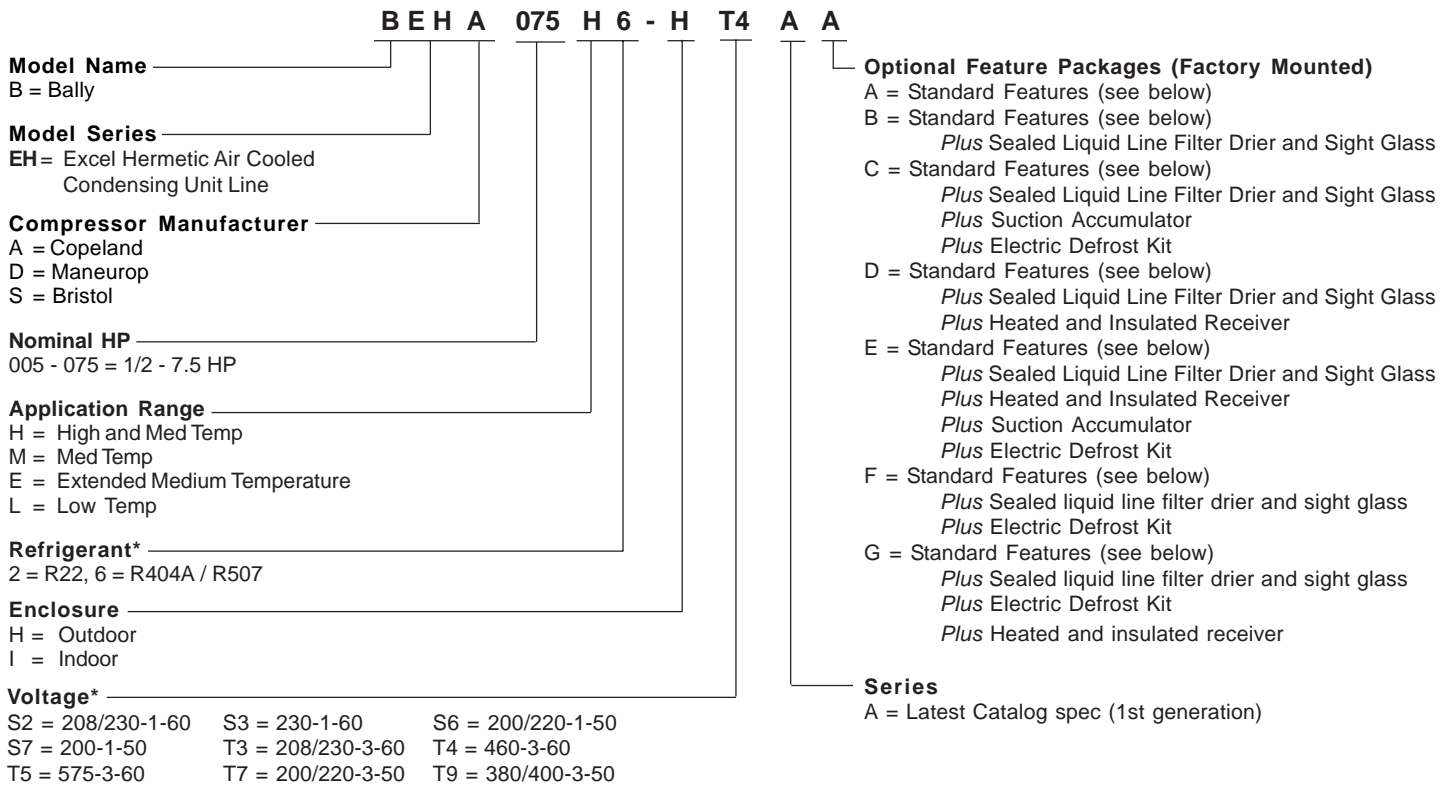 B E H A 075 H 6 - H T4 A A
Model Name
B = Bally
Model Series
EH = Excel Hermetic Air Cooled
Condensing Unit Line
Compressor Manufacturer
A = Copeland
D = Maneurop
S = Bristol
Nominal HP
005 - 075 = 1/2 - 7.5 HP
Application Range
H = High and Med Temp
M = Med Temp
E = Extended Medium Temperature
L = Low Temp
Refrigerant*
2 = R22, 6 = R404A / R507
Enclosure
H = Outdoor
I = Indoor
Voltage*
S2 = 208/230-1-60 S3 = 230-1-60 S6 = 200/220-1-50
S7 = 200-1-50 T3 = 208/230-3-60 T4 = 460-3-60
T5 = 575-3-60 T7 = 200/220-3-50 T9 = 380/400-3-50
Optional Feature Packages (Factory Mounted)
A = Standard Features (see below)
B = Standard Features (see below)
Plus Sealed Liquid Line Filter Drier and Sight Glass
C = Standard Features (see below)
Plus Sealed Liquid Line Filter Drier and Sight Glass
Plus Suction Accumulator
Plus Electric Defrost Kit
D = Standard Features (see below)
Plus Sealed Liquid Line Filter Drier and Sight Glass
Plus Heated and Insulated Receiver
E = Standard Features (see below)
Plus Sealed Liquid Line Filter Drier and Sight Glass
Plus Heated and Insulated Receiver
Plus Suction Accumulator
Plus Electric Defrost Kit
F = Standard Features (see below)
Plus Sealed liquid line filter drier and sight glass
Plus Electric Defrost Kit
G = Standard Features (see below)
Plus Sealed liquid line filter drier and sight glass
Plus Electric Defrost Kit
Plus Heated and insulated receiver
Series
A = Latest Catalog spec (1st generation)